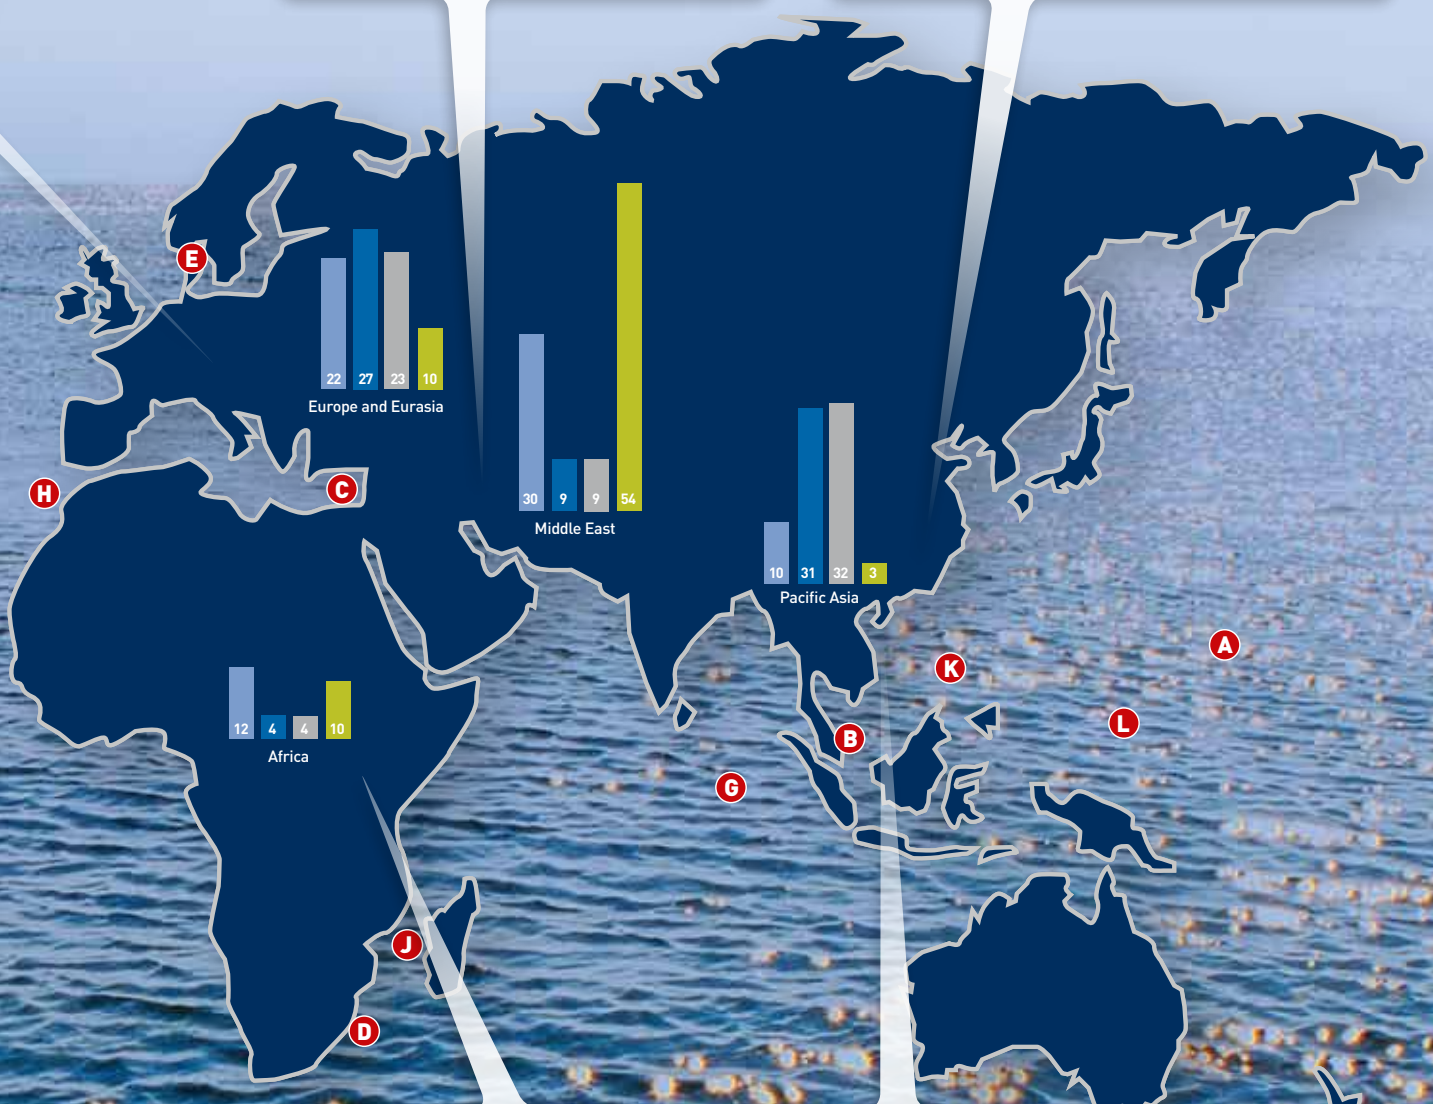 E
22 27 23 10
Europe and Eurasia
H
C
30 9 9 54
Middle East
10 31 32 3
Pacific Asia
A
K
L
12 4 4 10
Africa
B
G
J
D